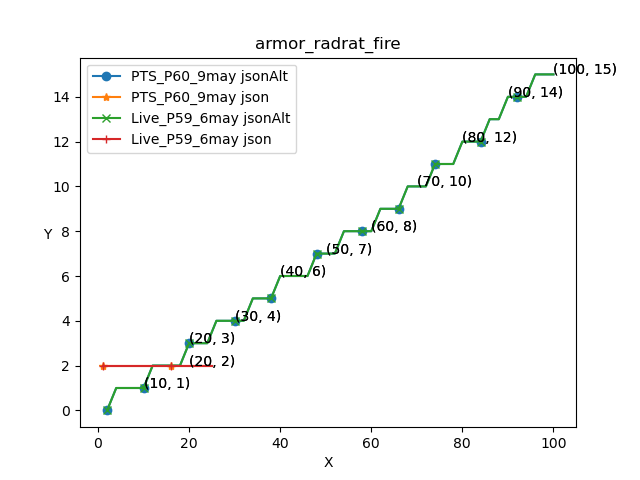 armor_radrat_fire
PTS_P60_9may jsonAlt
PTS_P60_9may json
Live_P59_6may jsonAlt
Live_P59_6may json
(100, 15)
(90, 14)
(80, 12)
(70, 10)
(60, 8)
(50, 7)
(40, 6)
(30, 4)
(20, 3)
(20, 2)
(10, 1)
14
12
10
8
6
4
2
0
Y
0 20 40 60 80 100
X